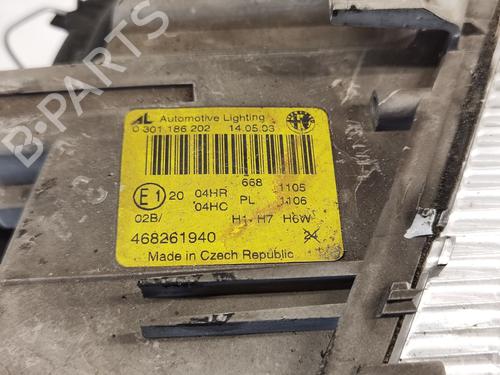 AL Automotive Lighting
0 301 186 202 14.05.03
668
E1 20 04HR 1105
04HC PL 1106
02B/ H1 H7 H6W
468261940
Made in Czech Republic
B-PARTS